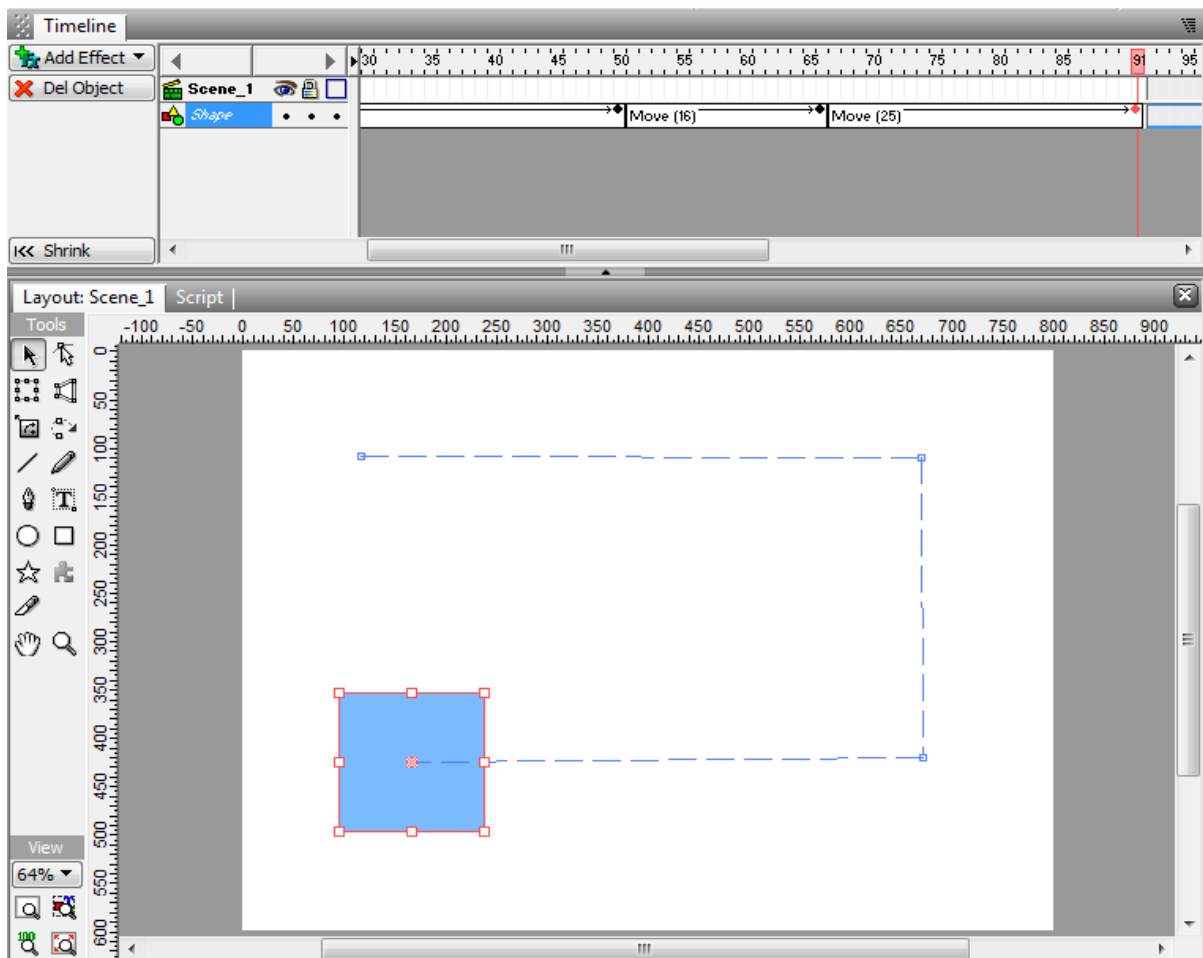 Timeline
Add Effect
30 35 40 45 50 55 60 65 70 75 80 85 91 95
Del Object
Scene_1
Shape
Move (16)
Move (25)
Shrink
Layout: Scene_1 Script
Tools
-100 -50 0 50 100 150 200 250 300 350 400 450 500 550 600 650 700 750 800 850 900
0
50
100
150
200
250
300
350
400
450
500
550
600
T
View
64%
100